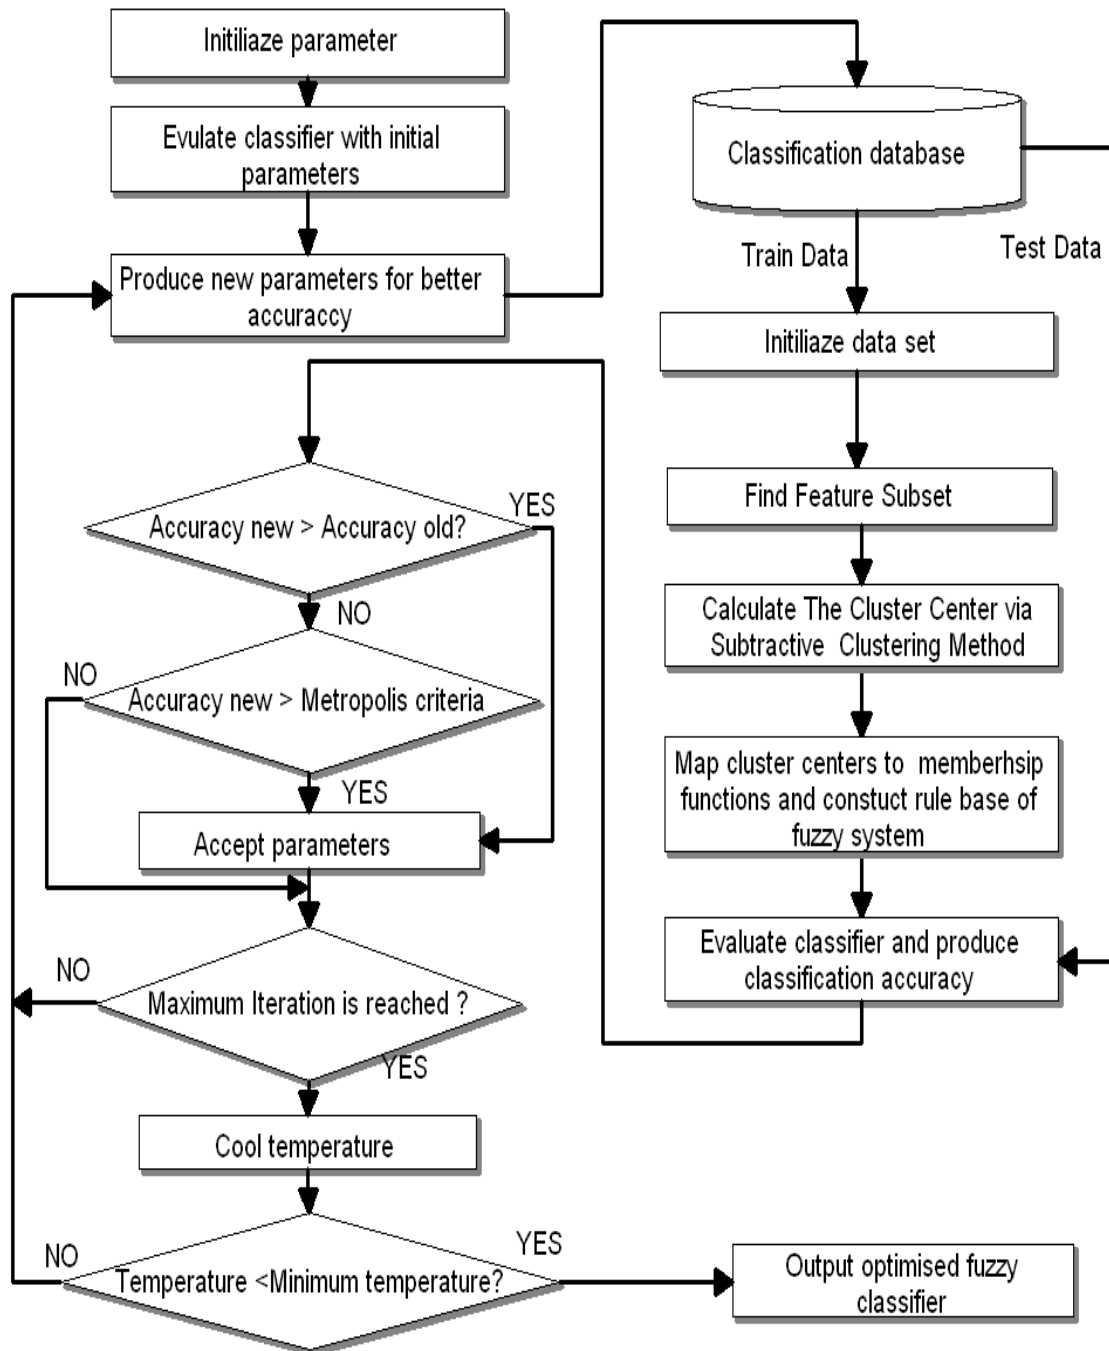 Initiliaze parameter
Evulate classifier with initial
parameters
Produce new parameters for better
accuraccy
Classification database
Train Data
Test Data
Initiliaze data set
Find Feature Subset
Calculate The Cluster Center via
Subtractive Clustering Method
Map cluster centers to memberhsip
functions and constuct rule base of
fuzzy system
Evaluate classifier and produce
classification accuracy
YES
Accuracy new > Accuracy old?
NO
NO
Accuracy new > Metropolis criteria
YES
Accept parameters
NO
Maximum Iteration is reached ?
YES
Cool temperature
NO
YES
Temperature <Minimum temperature?
Output optimised fuzzy
classifier